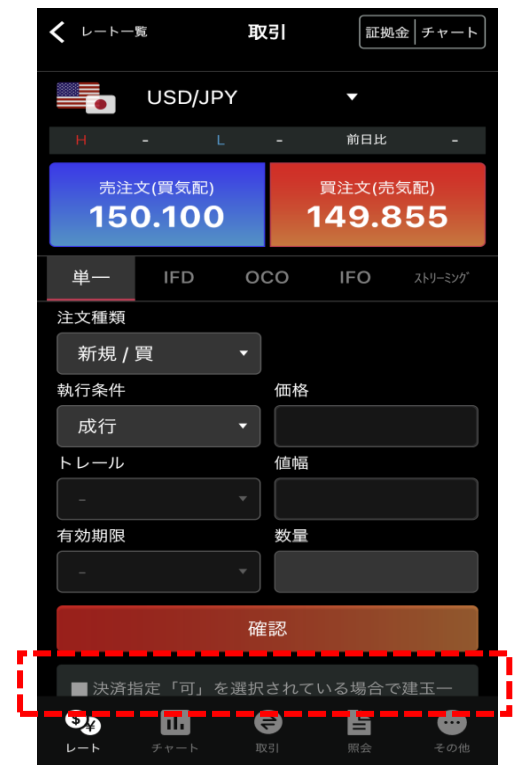 レート一覧 取引 証拠金 チャート
USD/JPY
H - L - 前日比 -
売注文(買気配) 買注文(売気配)
150.100 149.855
単一 IFD OCO IFO ストリーミング
注文種類
新規 / 買
執行条件 価格
成行
トレール 値幅
-
有効期限 数量
-
確認
■決済指定「可」を選択されている場合で建玉一
レート チャート 取引 照会 その他